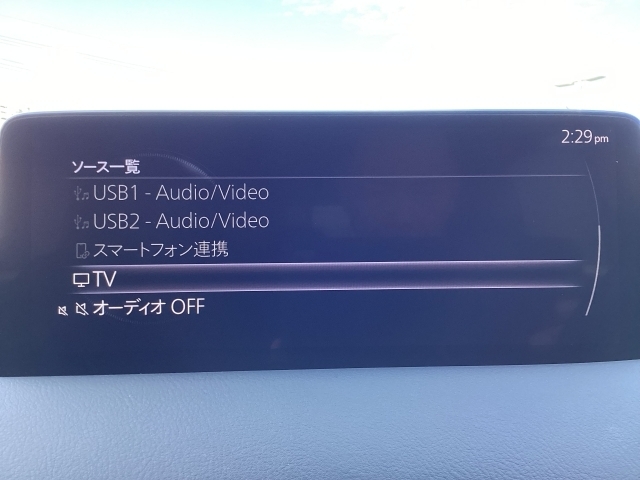 2:29 pm
ソース一覧
USB1 - Audio/Video
USB2 - Audio/Video
スマートフォン連携
TV
オーディオ OFF